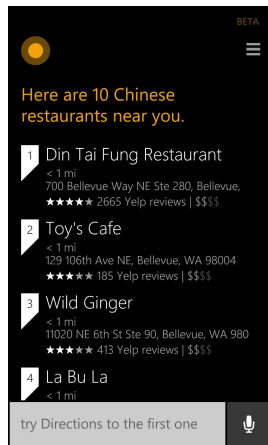 BETA
Here are 10 Chinese
restaurants near you.
1 Din Tai Fung Restaurant
< 1 mi
700 Bellevue Way NE Ste 280, Bellevue,
★★★★★ 2665 Yelp reviews | $$$$
2 Toy's Cafe
< 1 mi
129 106th Ave NE, Bellevue, WA 98004
★★★★★ 185 Yelp reviews | $$$$
3 Wild Ginger
< 1 mi
11020 NE 6th St Ste 90, Bellevue, WA 980
★★★★★ 413 Yelp reviews | $$$$
4 La Bu La
< 1 mi
try Directions to the first one